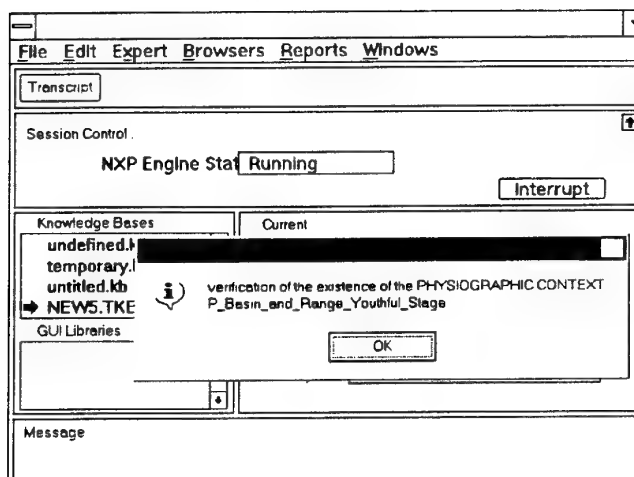 File Edit Expert Browsers Reports Windows
Transcript
Session Control .
NXP Engine Stat Running
Interrupt
Knowledge Bases
Current
undefined.k
temporary.
untitled.kb
NEW5.TKE
GUI Libraries
verification of the existence of the PHYSIOGRAPHIC CONTEXT
P_Basin_and_Range_Youthful_Stage
OK
Message